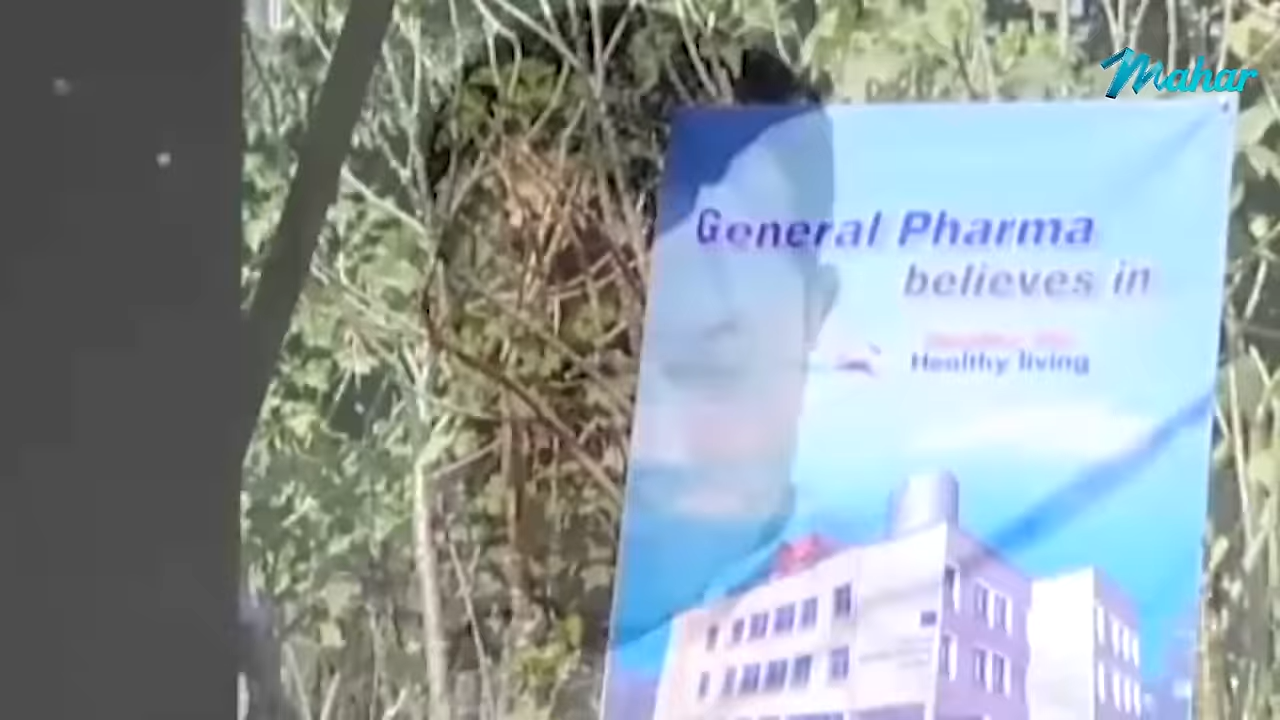 Mahar
General Pharma
believes in
Healthy living